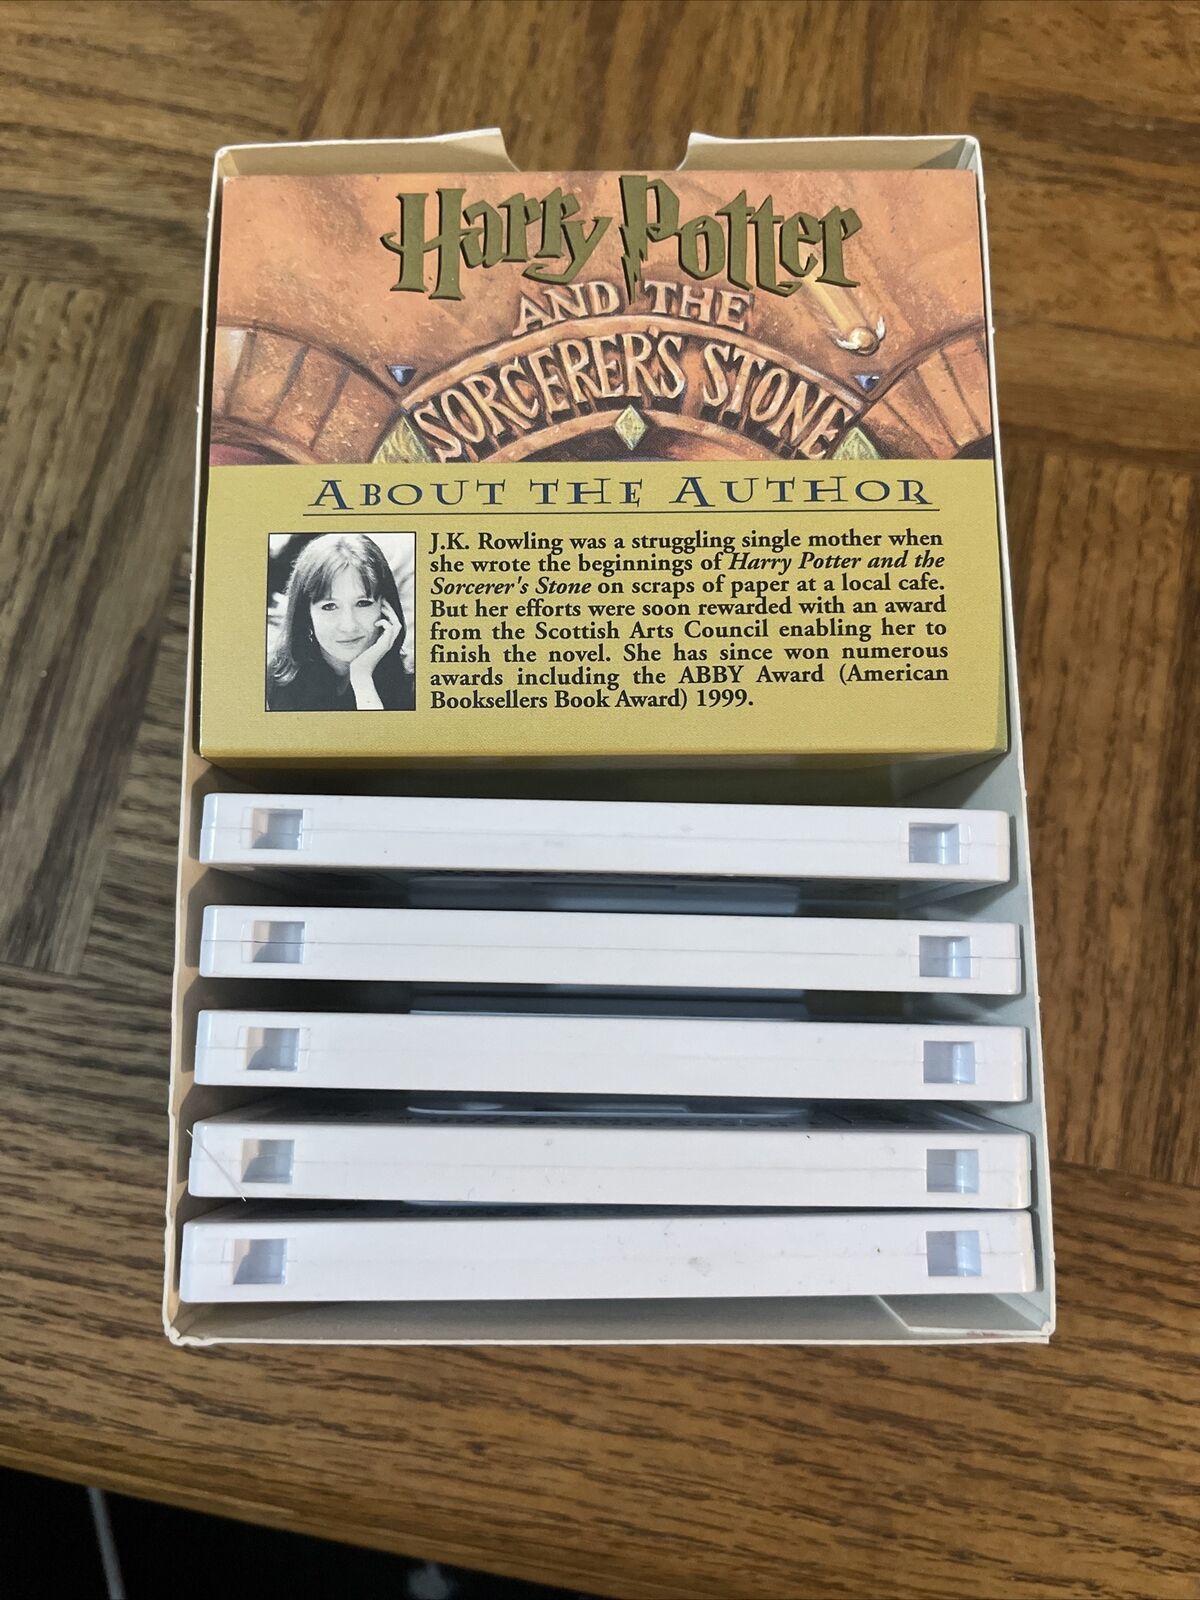 Harry Potter
AND THE
SORCERER'S STONE
ABOUT THE AUTHOR
J.K. Rowling was a struggling single mother when
she wrote the beginnings of Harry Potter and the
Sorcerer's Stone on scraps of paper at a local cafe.
But her efforts were soon rewarded with an award
from the Scottish Arts Council enabling her to
finish the novel. She has since won numerous
awards including the ABBY Award (American
Booksellers Book Award) 1999.